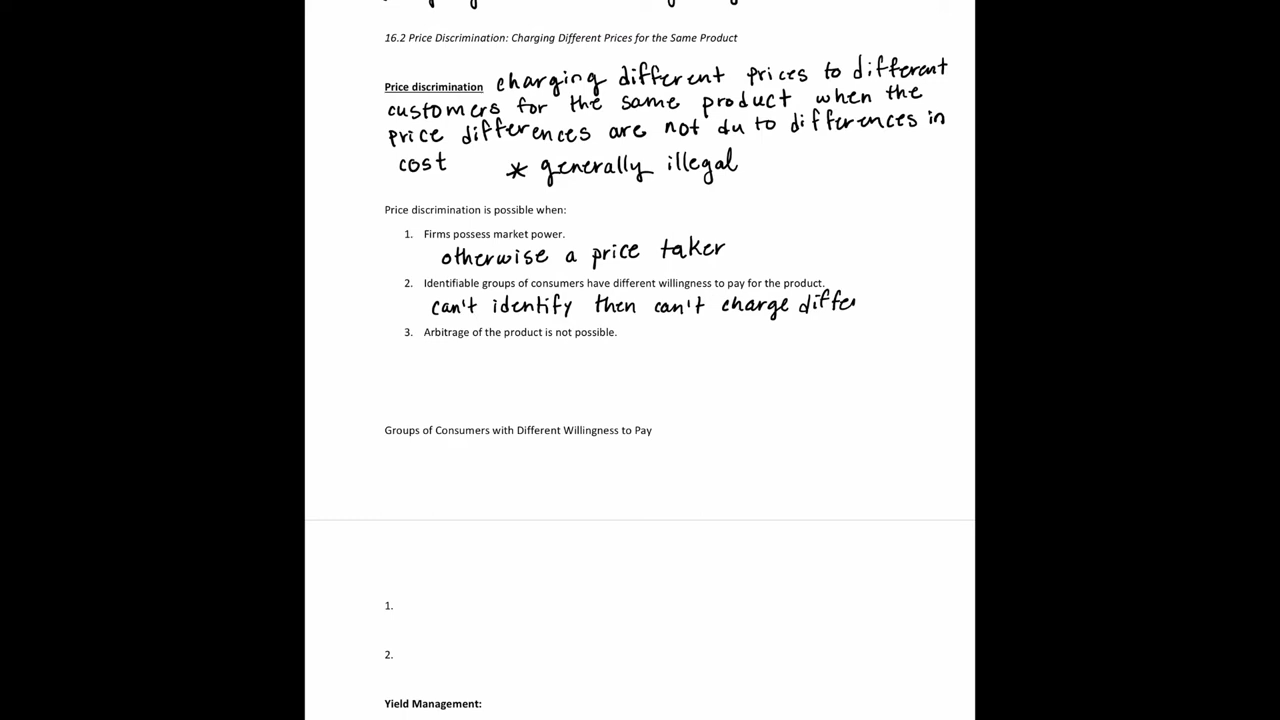 16.2 Price Discrimination: Charging Different Prices for the Same Product
Price discrimination charging different prices to different
customers for the same product when the
price differences are not du to differences in
cost * generally illegal
Price discrimination is possible when:
1. Firms possess market power.
otherwise a price taker
2. Identifiable groups of consumers have different willingness to pay for the product.
can't identify then can't charge differ
3. Arbitrage of the product is not possible.
Groups of Consumers with Different Willingness to Pay
1.
2.
Yield Management: